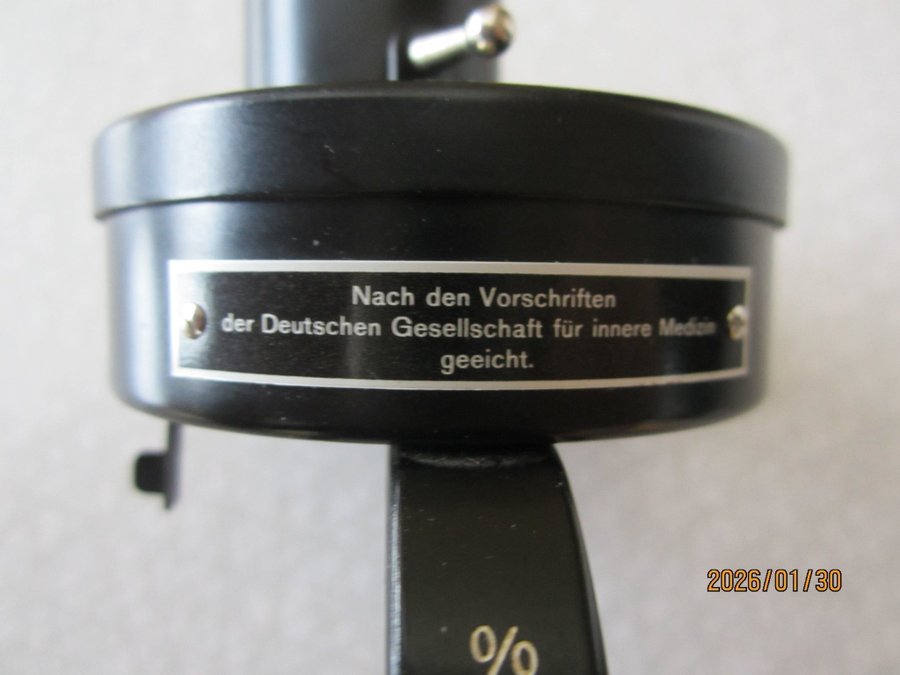 Nach den Vorschriften
der Deutschen Gesellschaft für innere Medizin
geeicht.
2026/01/30
%